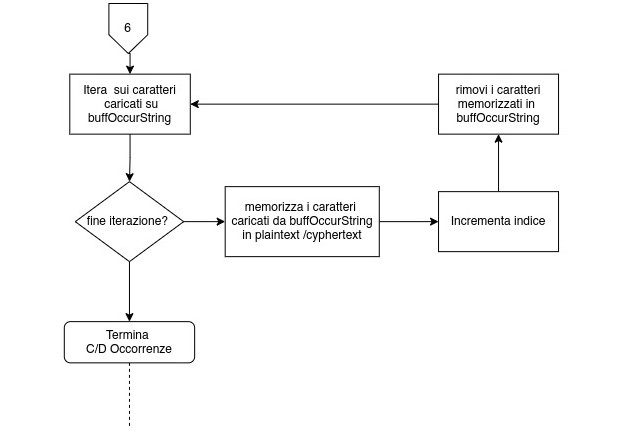 6
Itera sui caratteri
caricati su
buffOccurString
rimovi i caratteri
memorizzati in
buffOccurString
fine iterazione?
memorizza i caratteri
caricati da buffOccurString
in plaintext /cyphertext
Incrementa indice
Termina
C/D Occorrenze